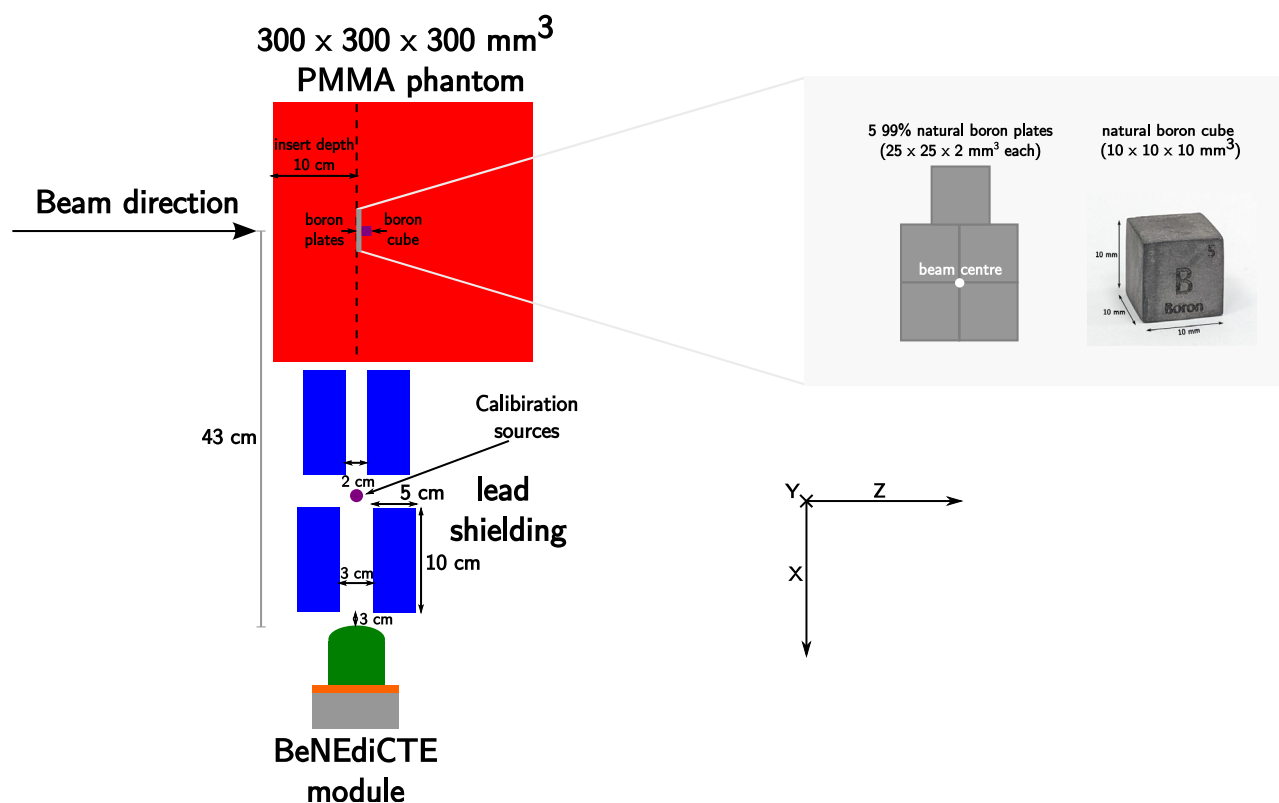 300 x 300 x 300 mm³
PMMA phantom
insert depth
10 cm
Beam direction
boron
plates
boron
cube
5 99% natural boron plates
(25 x 25 x 2 mm³ each)
beam centre
natural boron cube
(10 x 10 x 10 mm³)
5
B
Boron
10 mm
10 mm
10 mm
43 cm
Calibiration
sources
2 cm
5 cm
lead
shielding
10 cm
3 cm
3 cm
BeNEdiCTE
module
Y
Z
X